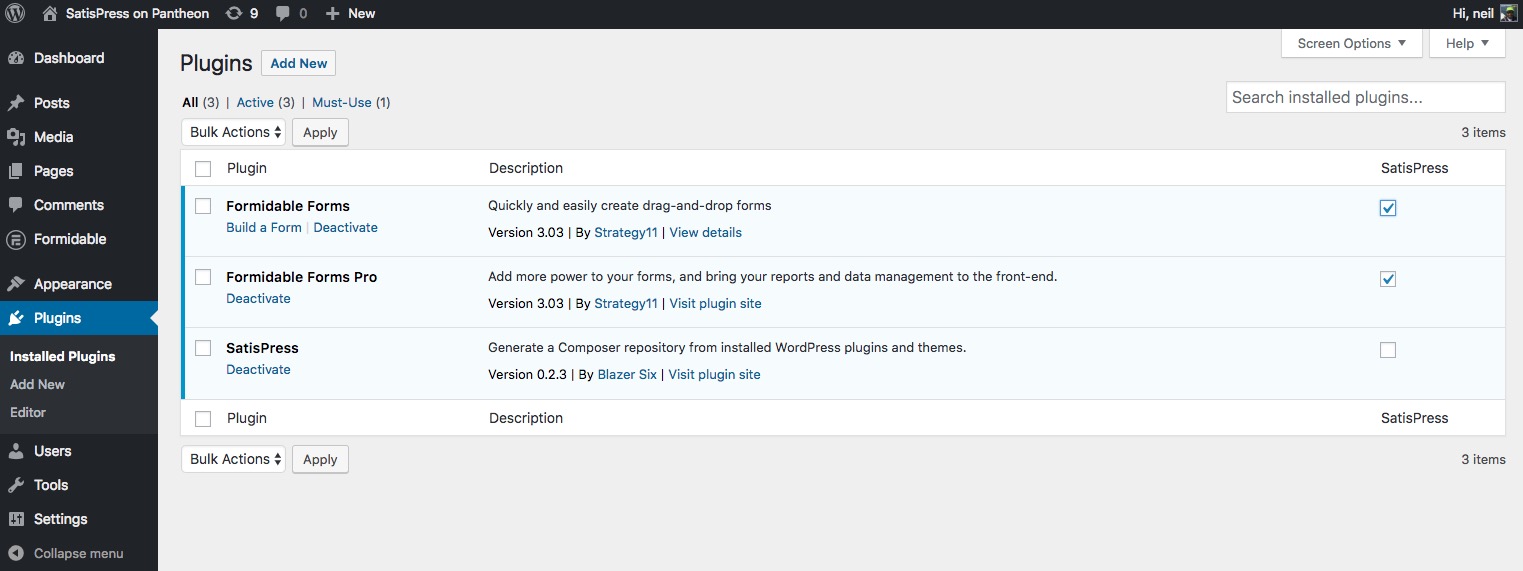 SatisPress on Pantheon 9 0 New Hi, neil
Dashboard
Posts
Media
Pages
Comments
Formidable
Appearance
Plugins
Installed Plugins
Add New
Editor
Users
Tools
Settings
Collapse menu
Screen Options Help
Plugins Add New
All (3) | Active (3) | Must-Use (1)
Search installed plugins...
Bulk Actions Apply 3 items
Plugin Description SatisPress
Formidable Forms Quickly and easily create drag-and-drop forms
Build a Form | Deactivate Version 3.03 | By Strategy11 | View details
Formidable Forms Pro Add more power to your forms, and bring your reports and data management to the front-end.
Deactivate Version 3.03 | By Strategy11 | Visit plugin site
SatisPress Generate a Composer repository from installed WordPress plugins and themes.
Deactivate Version 0.2.3 | By Blazer Six | Visit plugin site
Plugin Description SatisPress
Bulk Actions Apply 3 items